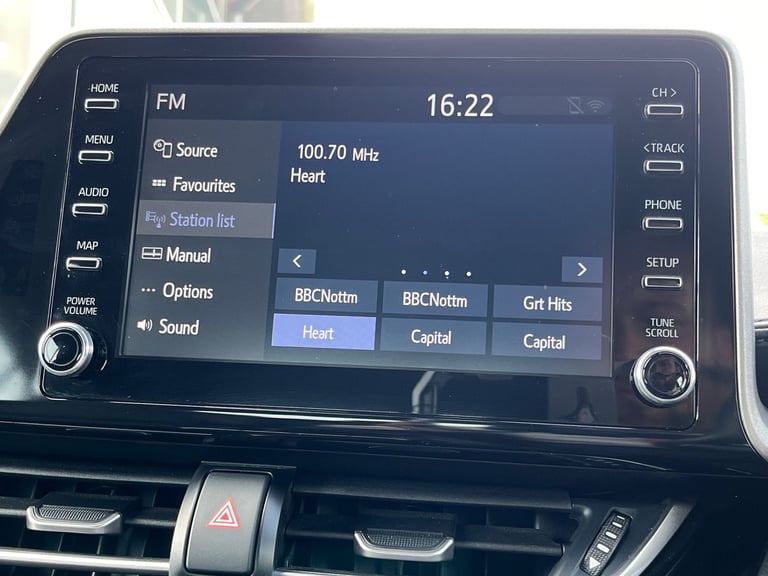 HOME
MENU
AUDIO
MAP
POWER
VOLUME
FM
16:22
Source
Favourites
Station list
Manual
Options
Sound
100.70 MHz
Heart
<
>
BBCNottm
BBCNottm
Grt Hits
Heart
Capital
Capital
CH >
< TRACK
PHONE
SETUP
TUNE
SCROLL